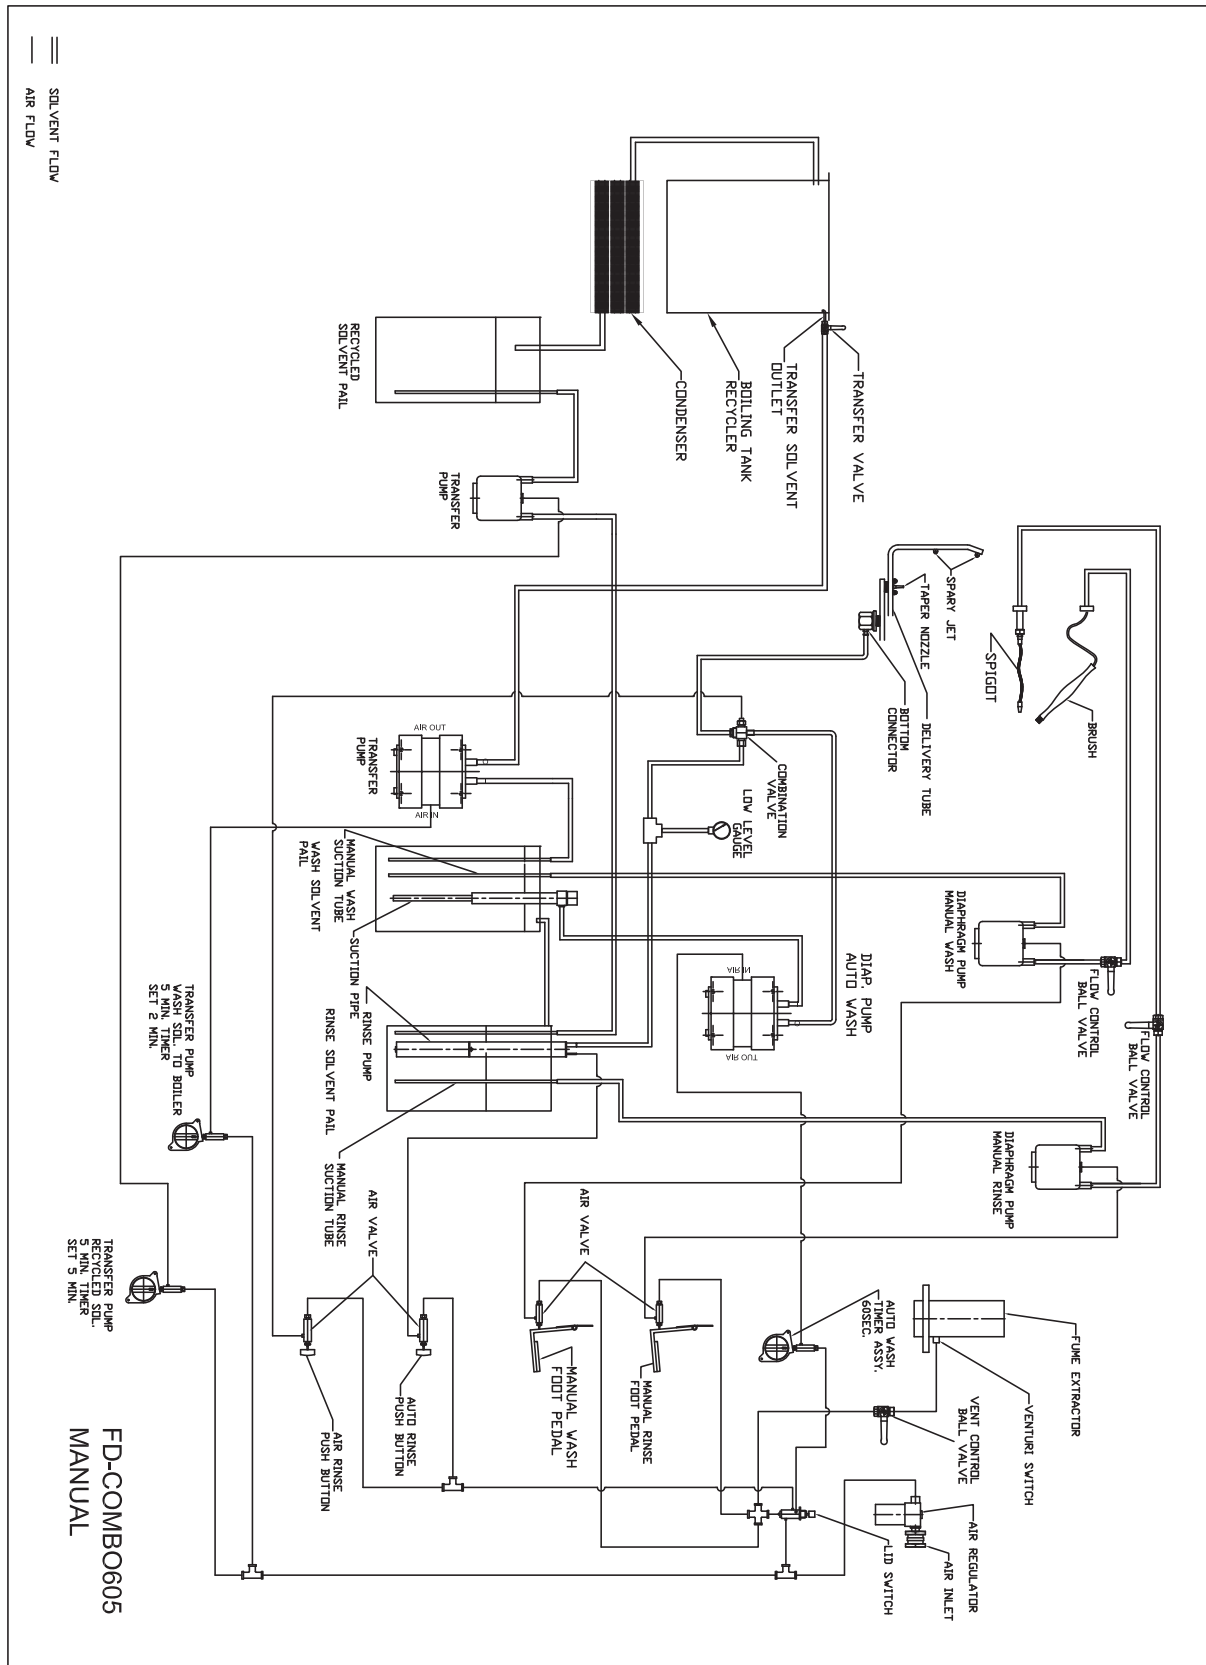 SOLVENT FLOW
AIR FLOW
TRANSFER VALVE
TRANSFER SOLVENT
OUTLET
BOILING TANK
RECYCLER
CONDENSER
RECYCLED
SOLVENT PAIL
TRANSFER
PUMP
SPIGOT
BRUSH
SPARY JET
TAPER NOZZLE
DELIVERY TUBE
BOTTOM
CONNECTOR
COMBINATION
VALVE
LOW LEVEL
GAUGE
AIR OUT
AIR IN
TRANSFER
PUMP
MANUAL WASH
SUCTION TUBE
WASH SOLVENT
PAIL
SUCTION PIPE
DIAPHRAGM PUMP
MANUAL WASH
FLOW CONTROL
BALL VALVE
FLOW CONTROL
BALL VALVE
DIAP. PUMP
AUTO WASH
AIR IN
AIR OUT
RINSE PUMP
RINSE SOLVENT PAIL
MANUAL RINSE
SUCTION TUBE
DIAPHRAGM PUMP
MANUAL RINSE
TRANSFER PUMP
WASH SOL. TO BOILER
5 MIN. TIMER
SET 2 MIN.
TRANSFER PUMP
RECYCLED SOL.
5 MIN. TIMER
SET 5 MIN.
AIR VALVE
AIR VALVE
AUTO WASH
TIMER ASSY.
60SEC.
FUME EXTRACTOR
VENTURI SWITCH
VENT CONTROL
BALL VALVE
MANUAL RINSE
FOOT PEDAL
MANUAL WASH
FOOT PEDAL
AUTO RINSE
PUSH BUTTON
AIR RINSE
PUSH BUTTON
AIR REGULATOR
AIR INLET
LID SWITCH
FD-COMBO605
MANUAL